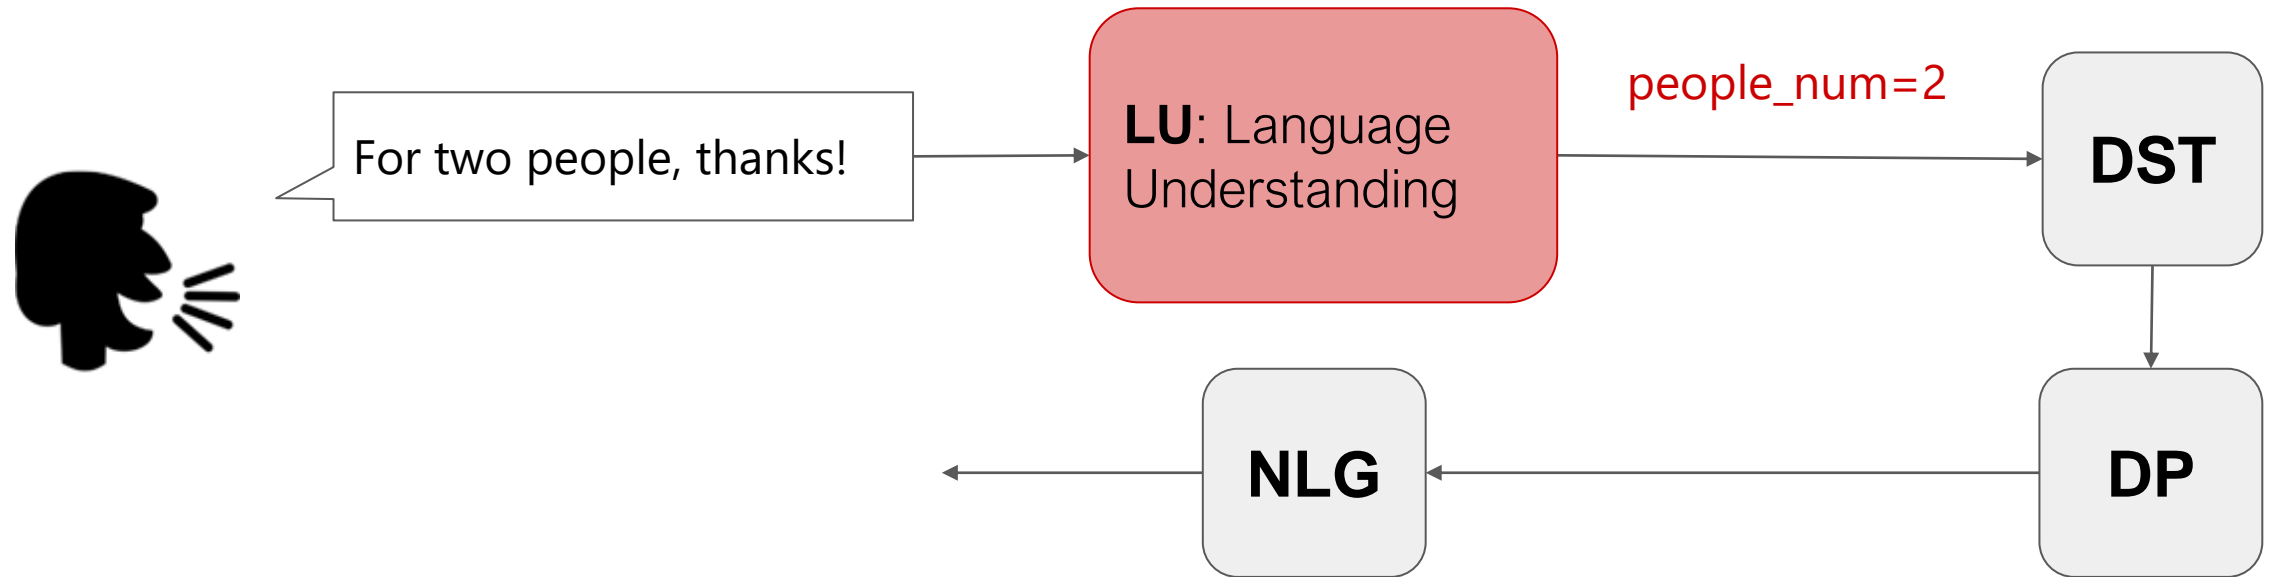 For two people, thanks!
LU: Language
Understanding
people_num=2
DST
NLG
DP